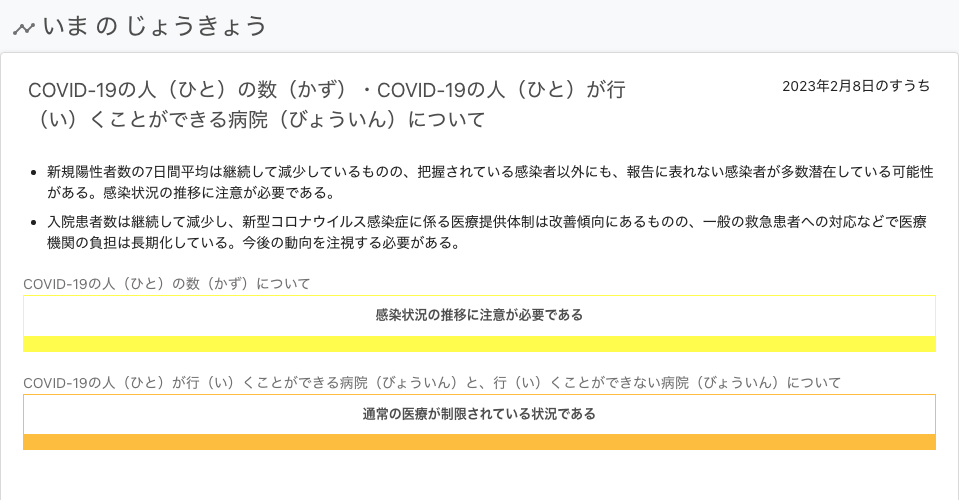 いま の じょうきょう
COVID-19の人（ひと）の数（かず）・COVID-19の人（ひと）が行
（い）くことができる病院（びょういん）について
2023年2月8日のすうち
新規陽性者数の7日間平均は継続して減少しているものの、把握されている感染者以外にも、報告に表れない感染者が多数潜在している可能性
がある。感染状況の推移に注意が必要である。
入院患者数は継続して減少し、新型コロナウイルス感染症に係る医療提供体制は改善傾向にあるものの、一般の救急患者への対応などで医療
機関の負担は長期化している。今後の動向を注視する必要がある。
COVID-19の人（ひと）の数（かず）について
感染状況の推移に注意が必要である
COVID-19の人（ひと）が行（い）くことができる病院（びょういん）と、行（い）くことができない病院（びょういん）について
通常の医療が制限されている状況である